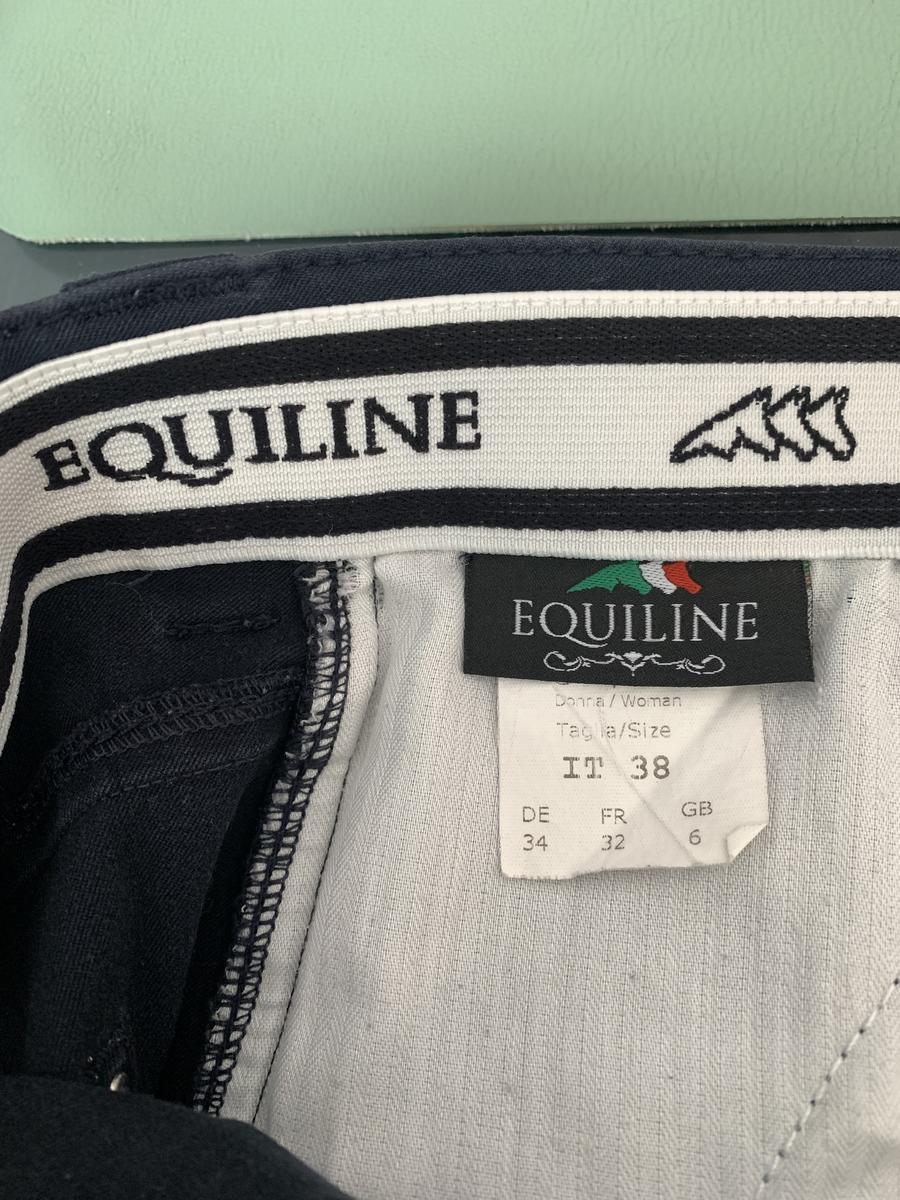 EQUILINE
EQUILINE
Donna / Woman
Taglia/Size
IT 38
DE FR GB
34 32 6